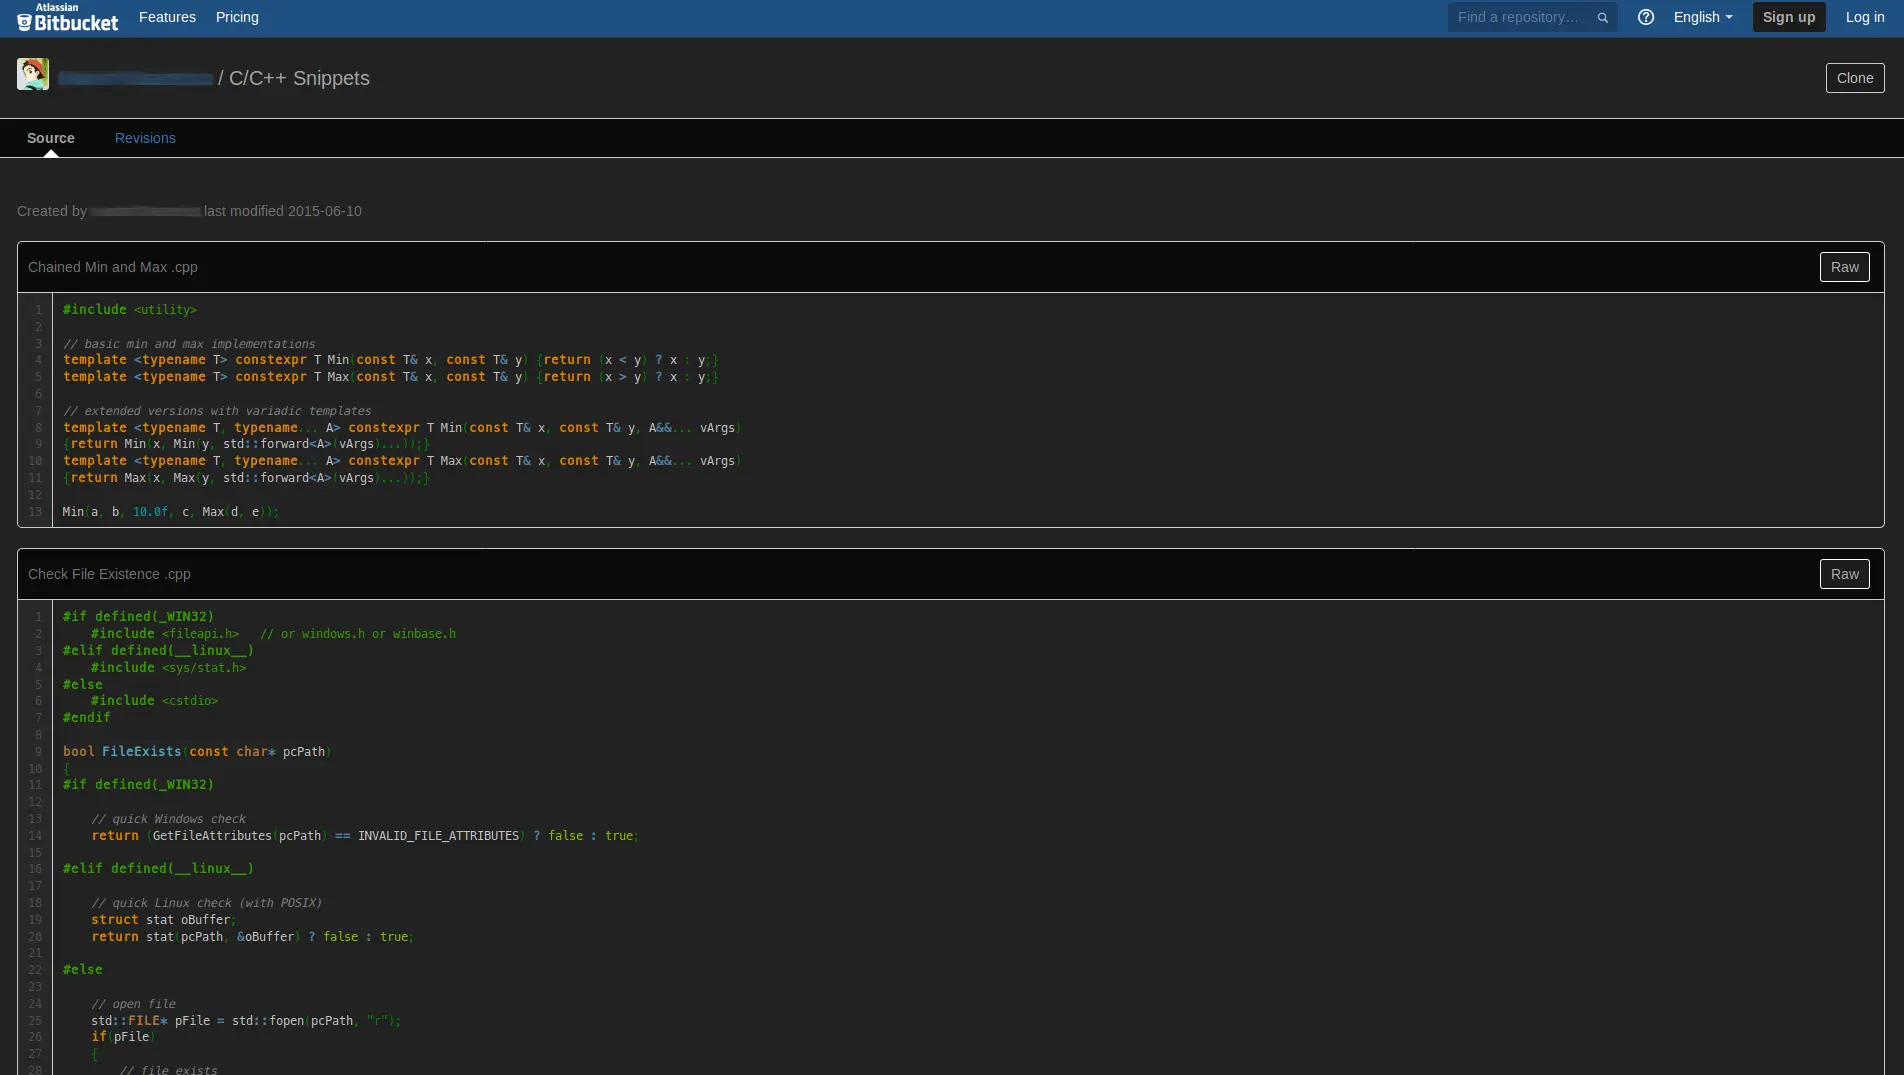 Atlassian
Bitbucket Features Pricing Find a repository... English Sign up Log in
/ C/C++ Snippets Clone
Source Revisions
Created by last modified 2015-06-10
Chained Min and Max .cpp Raw
1 #include <utility>
2
3 // basic min and max implementations
4 template <typename T> constexpr T Min(const T& x, const T& y) {return (x < y) ? x : y;}
5 template <typename T> constexpr T Max(const T& x, const T& y) {return (x > y) ? x : y;}
6
7 // extended versions with variadic templates
8 template <typename T, typename... A> constexpr T Min(const T& x, const T& y, A&&... vArgs)
9 {return Min(x, Min(y, std::forward<A>(vArgs)...));}
10 template <typename T, typename... A> constexpr T Max(const T& x, const T& y, A&&... vArgs)
11 {return Max(x, Max(y, std::forward<A>(vArgs)...));}
12
13 Min(a, b, 10.0f, c, Max(d, e));
Check File Existence .cpp Raw
1 #if defined(_WIN32)
2     #include <fileapi.h>   // or windows.h or winbase.h
3 #elif defined(__linux__)
4     #include <sys/stat.h>
5 #else
6     #include <cstdio>
7 #endif
8
9 bool FileExists(const char* pcPath)
10 {
11 #if defined(_WIN32)
12
13     // quick Windows check
14     return (GetFileAttributes(pcPath) == INVALID_FILE_ATTRIBUTES) ? false : true;
15
16 #elif defined(__linux__)
17
18     // quick Linux check (with POSIX)
19     struct stat oBuffer;
20     return stat(pcPath, &oBuffer) ? false : true;
21
22 #else
23
24     // open file
25     std::FILE* pFile = std::fopen(pcPath, "r");
26     if(pFile)
27     {
28         // file exists